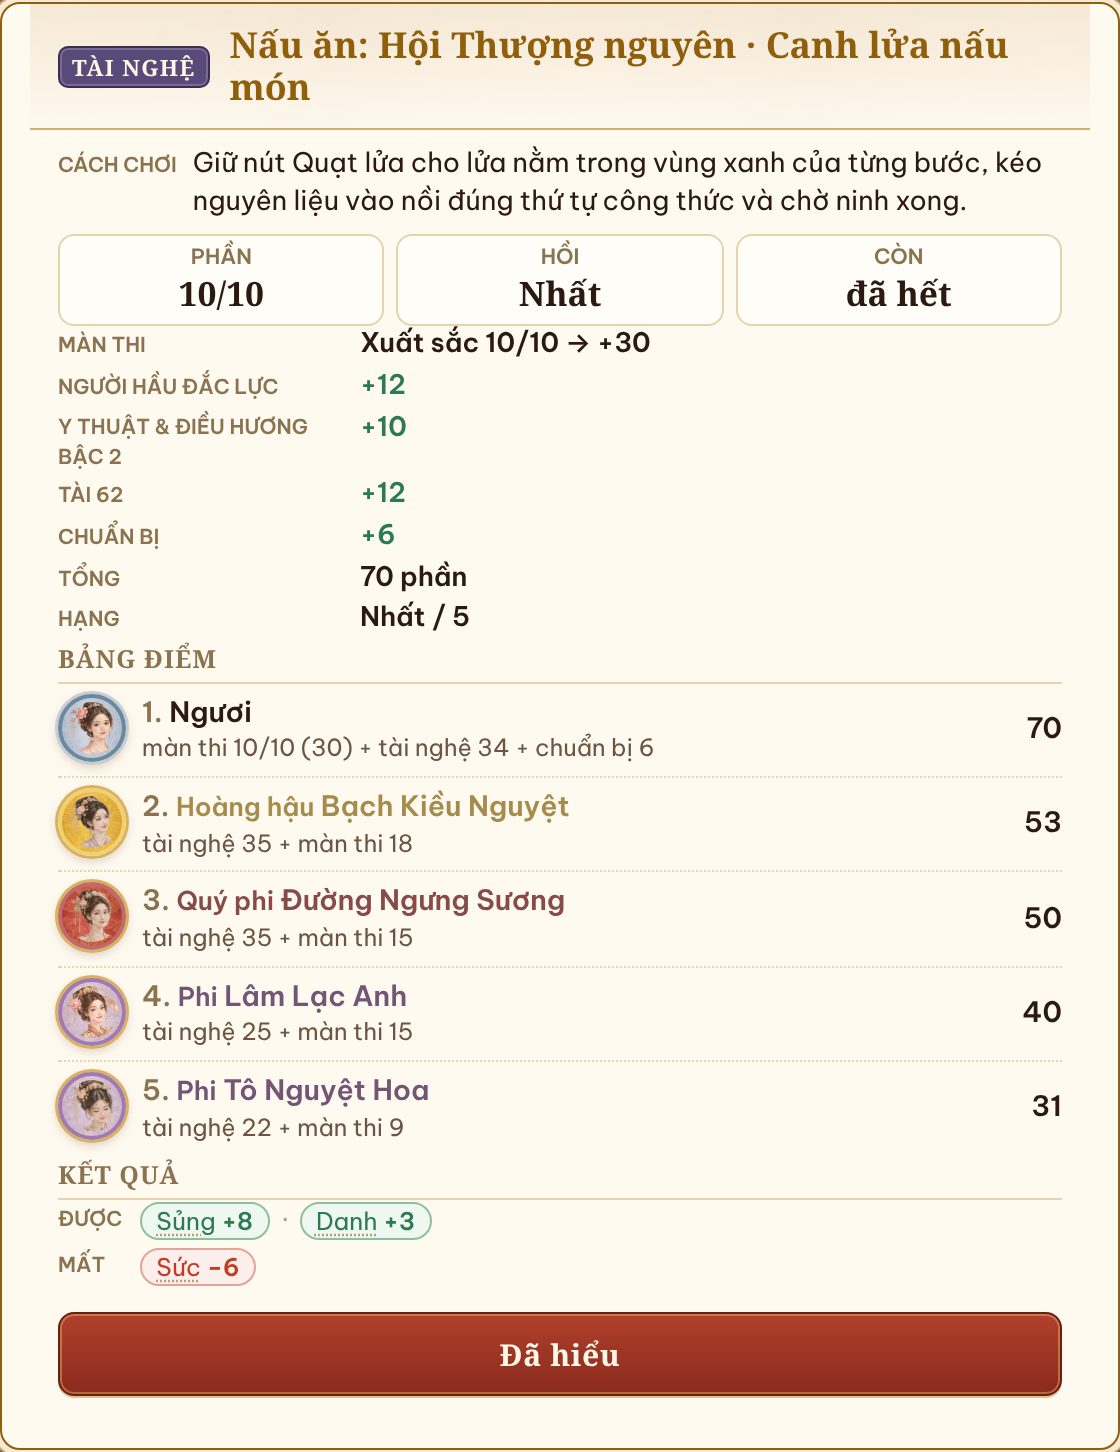 TÀI NGHỆ
Nấu ăn: Hội Thượng nguyên · Canh lửa nấu
món
CÁCH CHƠI
Giữ nút Quạt lửa cho lửa nằm trong vùng xanh của từng bước, kéo
nguyên liệu vào nồi đúng thứ tự công thức và chờ ninh xong.
PHẦN
10/10
HỒI
Nhất
CÒN
đã hết
MÀN THI
Xuất sắc 10/10 → +30
NGƯỜI HẦU ĐẮC LỰC
+12
Y THUẬT & ĐIỀU HƯƠNG
BẬC 2
+10
TÀI 62
+12
CHUẨN BỊ
+6
TỔNG
70 phần
HẠNG
Nhất / 5
BẢNG ĐIỂM
1. Ngươi
màn thi 10/10 (30) + tài nghệ 34 + chuẩn bị 6
70
2. Hoàng hậu Bạch Kiều Nguyệt
tài nghệ 35 + màn thi 18
53
3. Quý phi Đường Ngưng Sương
tài nghệ 35 + màn thi 15
50
4. Phi Lâm Lạc Anh
tài nghệ 25 + màn thi 15
40
5. Phi Tô Nguyệt Hoa
tài nghệ 22 + màn thi 9
31
KẾT QUẢ
ĐƯỢC
Sủng +8 · Danh +3
MẤT
Sức −6
Đã hiểu